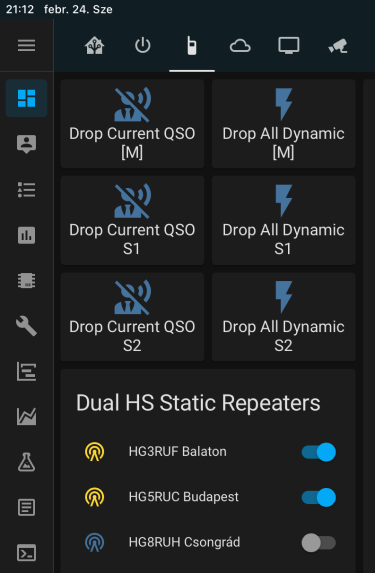 21:12 febr. 24. Sze
Drop Current QSO
[M]
Drop All Dynamic
[M]
Drop Current QSO
S1
Drop All Dynamic
S1
Drop Current QSO
S2
Drop All Dynamic
S2
Dual HS Static Repeaters
HG3RUF Balaton
HG5RUC Budapest
HG8RUH Csongrád